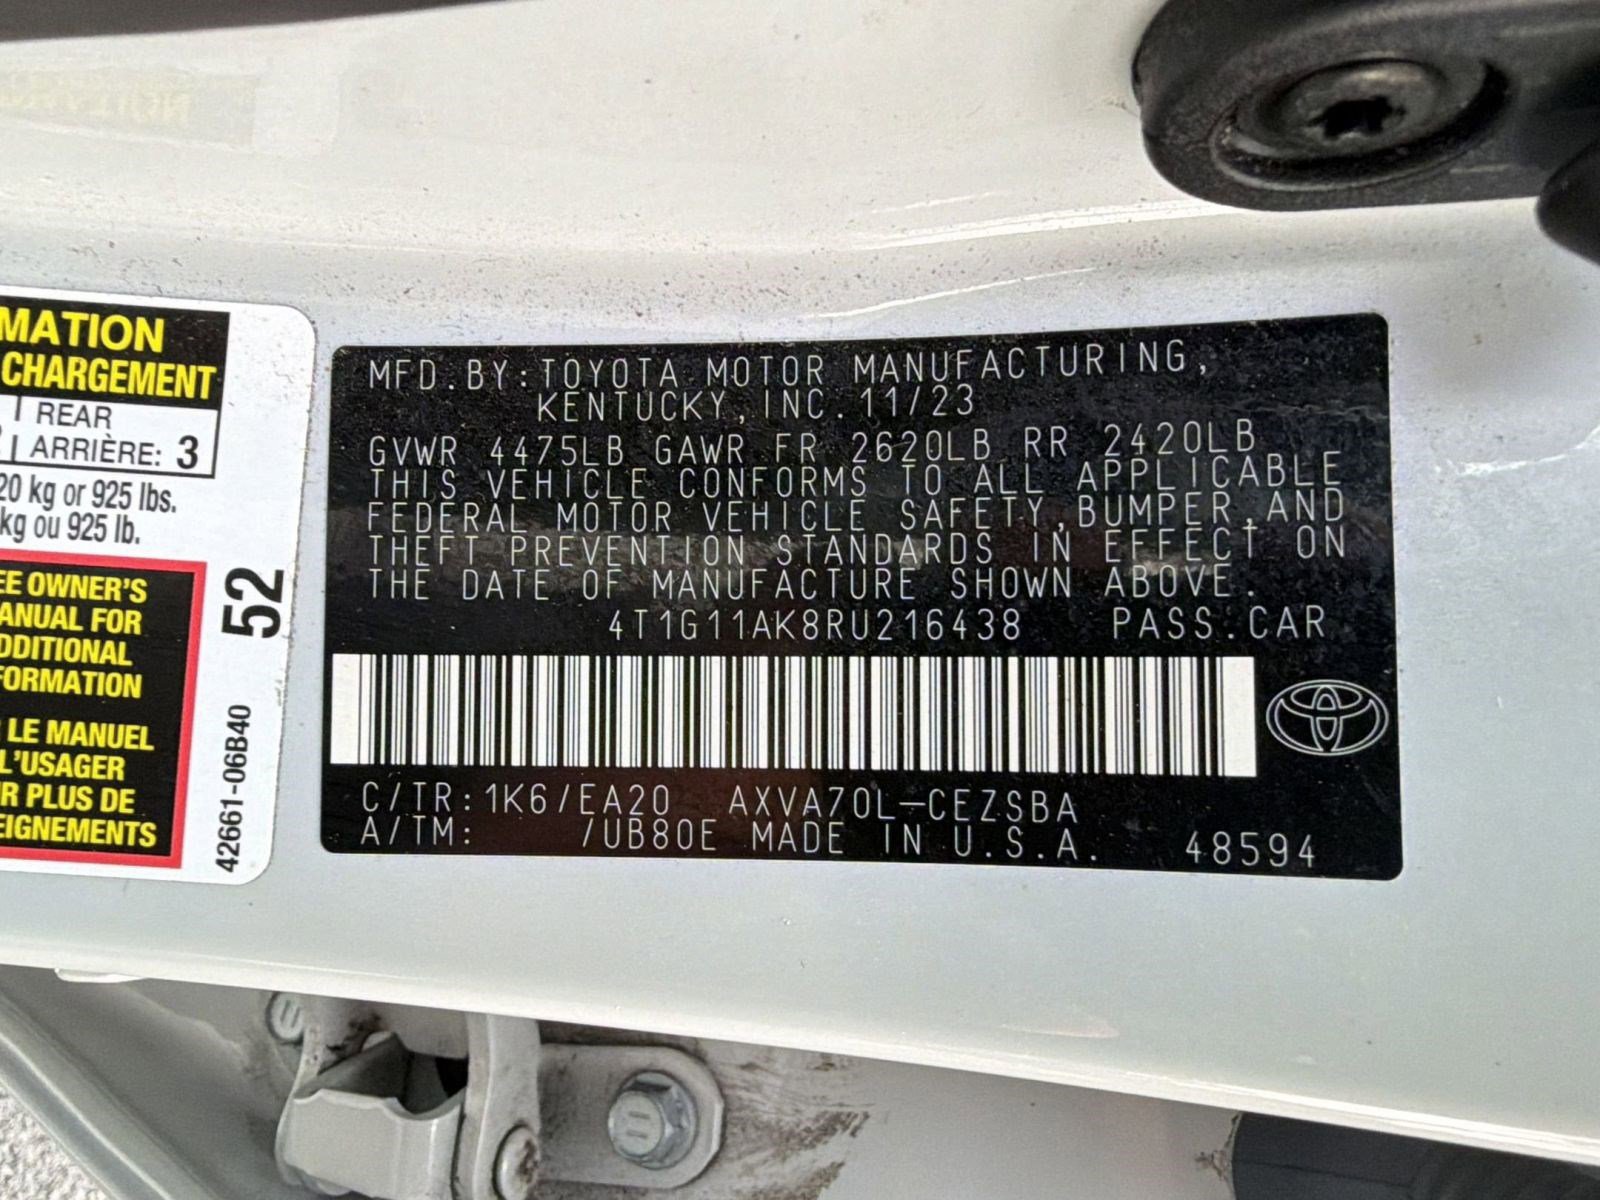 MATION
CHARGEMENT
REAR
ARRIÈRE: 3
20 kg or 925 lbs.
kg ou 925 lb.
EE OWNER'S
ANUAL FOR
DDITIONAL
FORMATION
LE MANUEL
L'USAGER
R PLUS DE
EIGNEMENTS
52
42661-06B40
MFD.BY:TOYOTA MOTOR MANUFACTURING,
KENTUCKY,INC.11/23
GVWR 4475LB GAWR FR 2620LB RR 2420LB
THIS VEHICLE CONFORMS TO ALL APPLICABLE
FEDERAL MOTOR VEHICLE SAFETY,BUMPER,AND
THEFT PREVENTION STANDARDS IN EFFECT ON
THE DATE OF MANUFACTURE SHOWN ABOVE.
4T1G11AK8RU216438 PASS.CAR
C/TR:1K6/EA20 AXVA70L-CEZSBA
A/TM: /UB80E MADE IN U.S.A. 48594